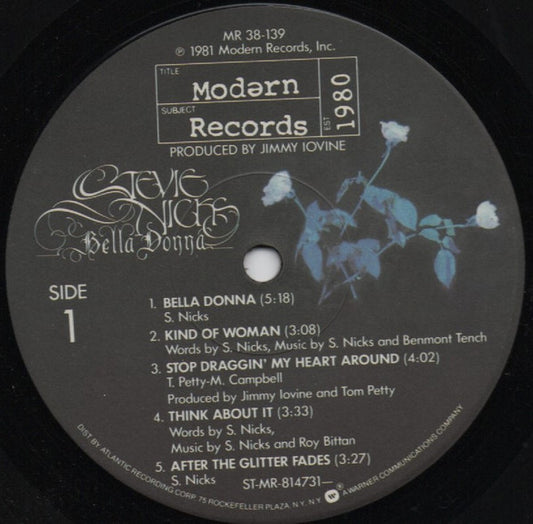 MR 38-139
℗ 1981 Modern Records, Inc.
TITLE
Modərn
SUBJECT
Records
EST 1980
PRODUCED BY JIMMY IOVINE
STEVIE
NICKS
Bella Donna
SIDE
1
1. BELLA DONNA (5:18)
S. Nicks
2. KIND OF WOMAN (3:08)
Words by S. Nicks, Music by S. Nicks and Benmont Tench
3. STOP DRAGGIN' MY HEART AROUND (4:02)
T. Petty-M. Campbell
Produced by Jimmy Iovine and Tom Petty
4. THINK ABOUT IT (3:33)
Words by S. Nicks,
Music by S. Nicks and Roy Bittan
5. AFTER THE GLITTER FADES (3:27)
S. Nicks
ST-MR-814731—
DIST BY ATLANTIC RECORDING CORP. 75 ROCKEFELLER PLAZA, N.Y. N.Y. A WARNER COMMUNICATIONS COMPANY